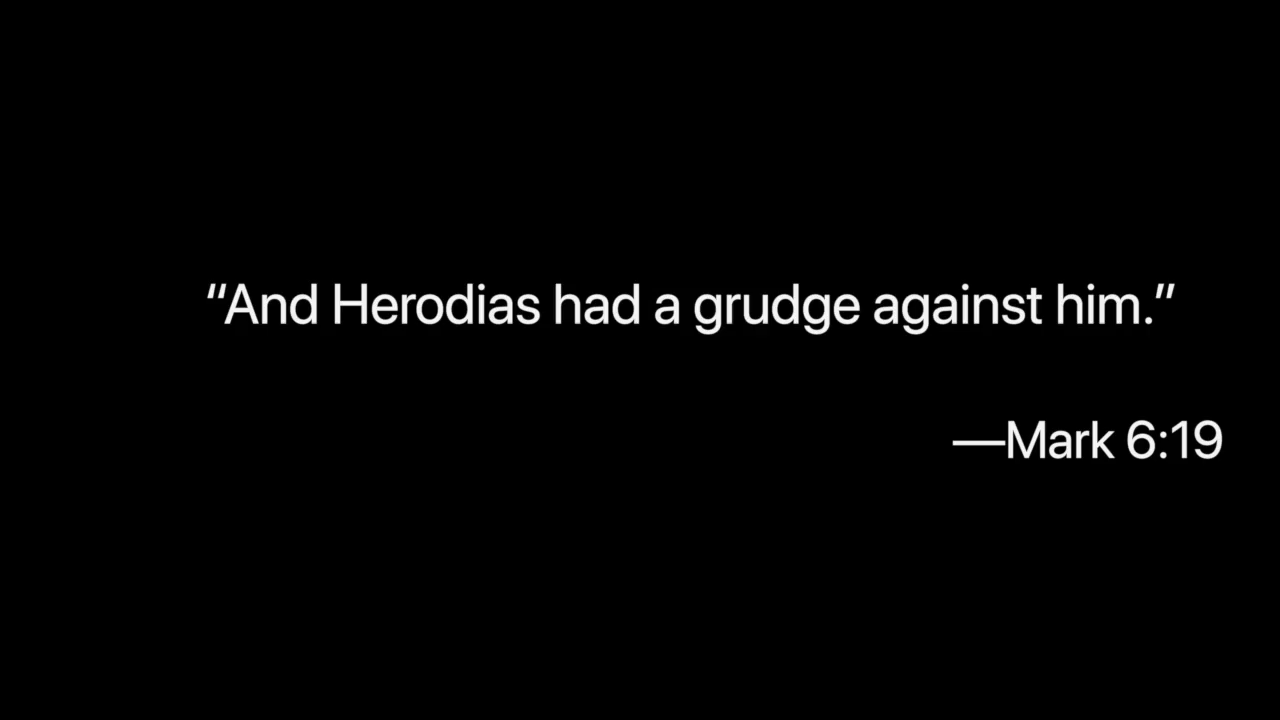 “And Herodias had a grudge against him.”
—Mark 6:19